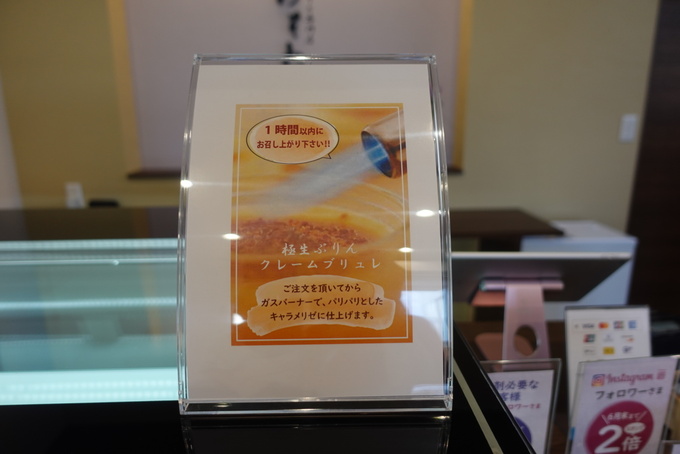 1時間以内に
お召し上がり下さい!!
極生ぷりん
クレームブリュレ
ご注文を頂いてから
ガスバーナーで、パリパリとした
キャラメリゼに仕上げます。
Instagram
フォロワーさま
2倍